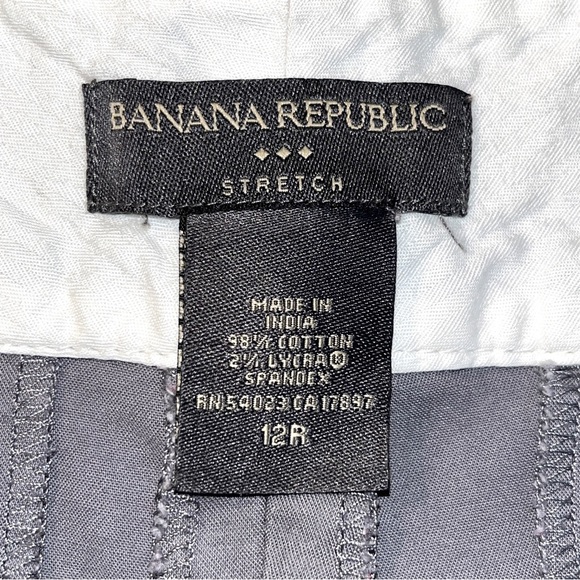 BANANA REPUBLIC
STRETCH
MADE IN
INDIA
98% COTTON
2% LYCRA®
SPANDEX
RN 54023 CA 17897
12R